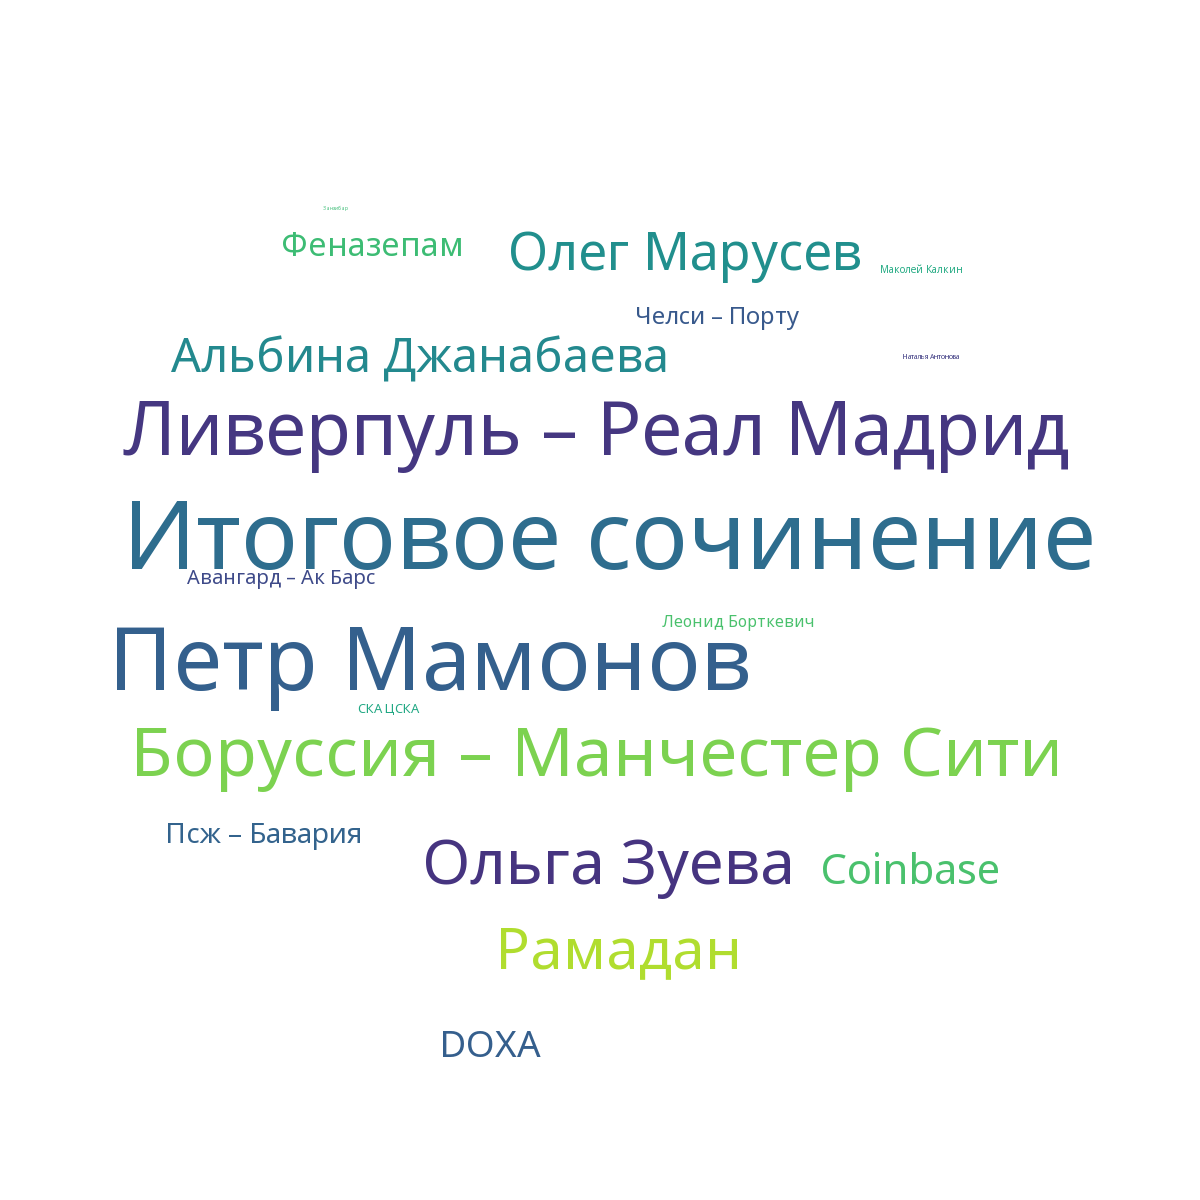 Занзибар
Феназепам
Олег Марусев
Маколей Калкин
Челси – Порту
Альбина Джанабаева
Наталья Антонова
Ливерпуль – Реал Мадрид
Итоговое сочинение
Авангард – Ак Барс
Леонид Борткевич
Петр Мамонов
СКА ЦСКА
Боруссия – Манчестер Сити
Псж – Бавария
Ольга Зуева
Coinbase
Рамадан
DOXA